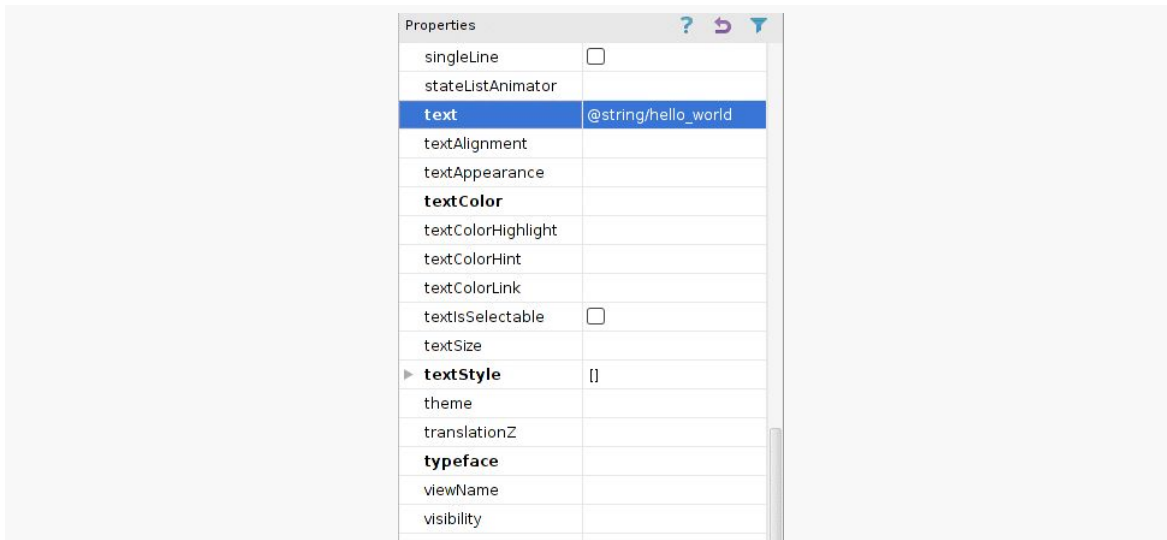 Properties ?
singleLine
stateListAnimator
text @string/hello_world
textAlignment
textAppearance
textColor
textColorHighlight
textColorHint
textColorLink
textIsSelectable
textSize
textStyle []
theme
translationZ
typeface
viewName
visibility